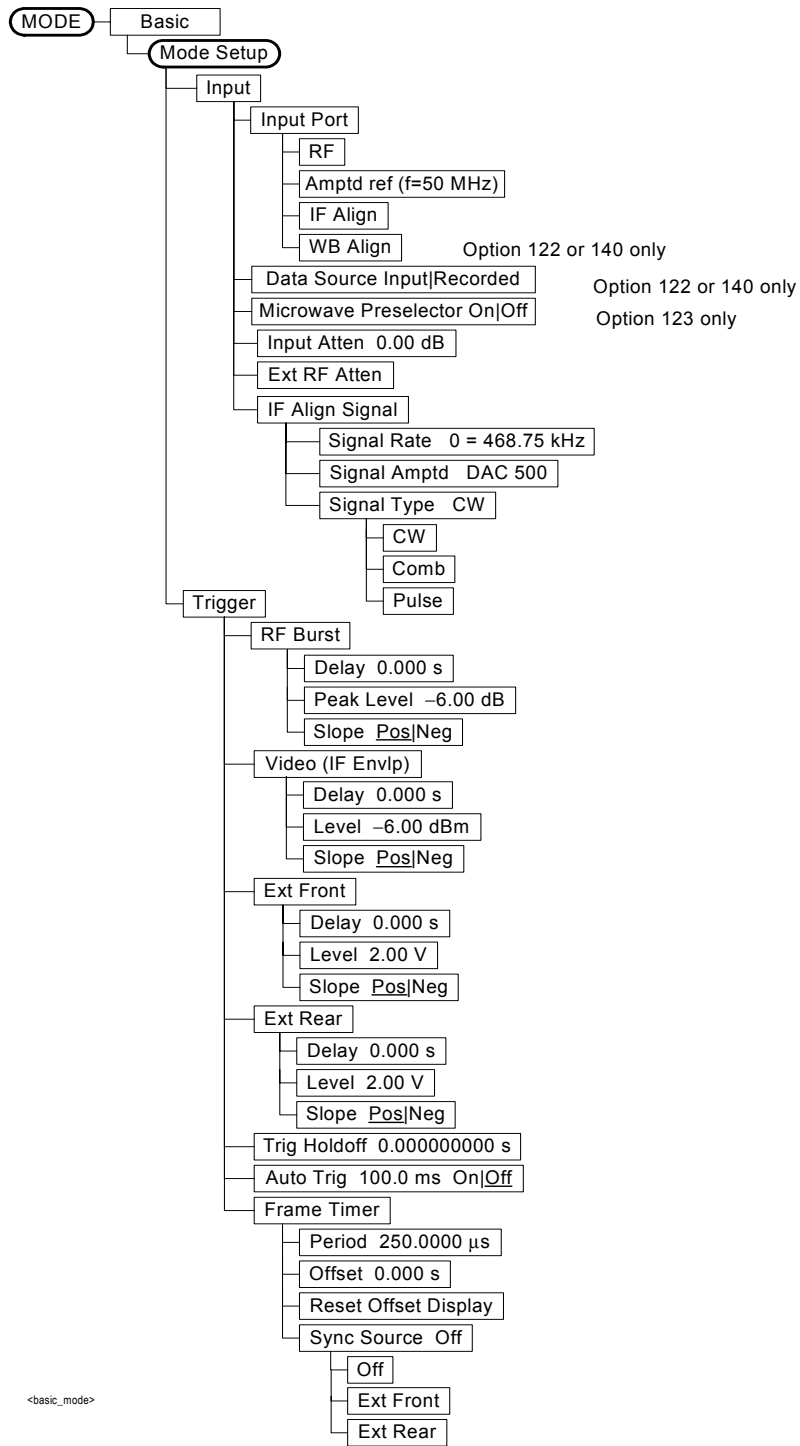 MODE Basic
Mode Setup
Input
Input Port
RF
Amptd ref (f=50 MHz)
IF Align
WB Align Option 122 or 140 only
Data Source Input|Recorded Option 122 or 140 only
Microwave Preselector On|Off Option 123 only
Input Atten 0.00 dB
Ext RF Atten
IF Align Signal
Signal Rate 0 = 468.75 kHz
Signal Amptd DAC 500
Signal Type CW
CW
Comb
Pulse
Trigger
RF Burst
Delay 0.000 s
Peak Level –6.00 dB
Slope Pos|Neg
Video (IF Envlp)
Delay 0.000 s
Level –6.00 dBm
Slope Pos|Neg
Ext Front
Delay 0.000 s
Level 2.00 V
Slope Pos|Neg
Ext Rear
Delay 0.000 s
Level 2.00 V
Slope Pos|Neg
Trig Holdoff 0.000000000 s
Auto Trig 100.0 ms On|Off
Frame Timer
Period 250.0000 µs
Offset 0.000 s
Reset Offset Display
Sync Source Off
Off
Ext Front
Ext Rear
<basic_mode>